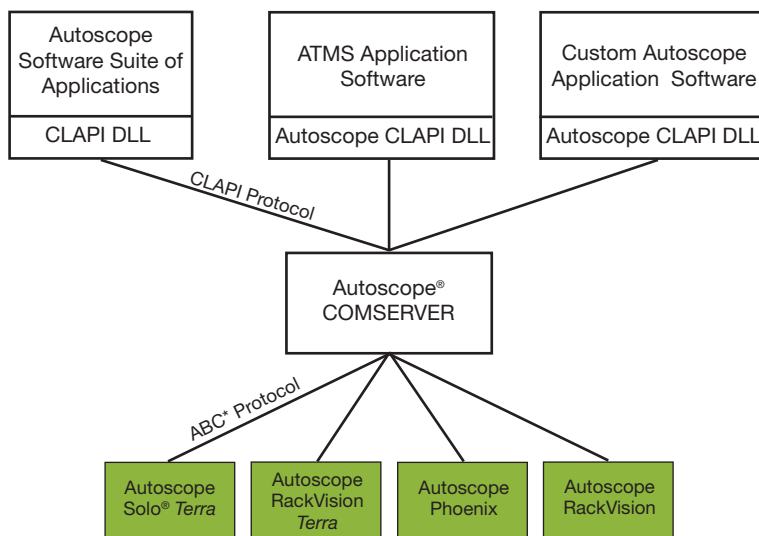 Autoscope
Software Suite of
Applications
CLAPI DLL
ATMS Application
Software
Autoscope CLAPI DLL
Custom Autoscope
Application Software
Autoscope CLAPI DLL
CLAPI Protocol
Autoscope®
COMSERVER
ABC* Protocol
Autoscope
Solo® Terra
Autoscope
RackVision
Terra
Autoscope
Phoenix
Autoscope
RackVision